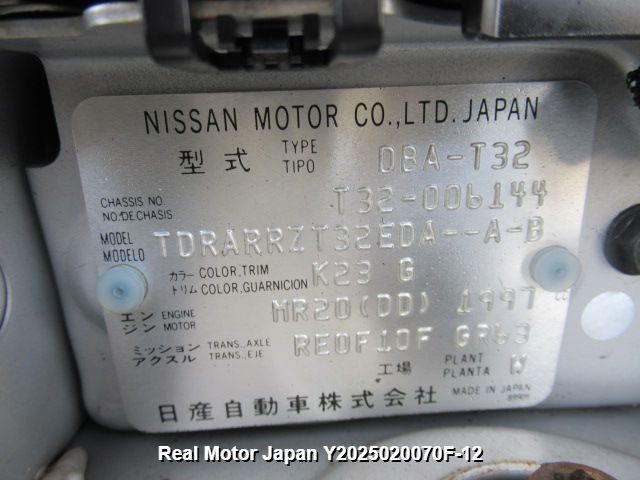 NISSAN MOTOR CO.,LTD. JAPAN
型式 TYPE TIPO DBA-T32
CHASSIS NO. NO.DE CHASIS T32-006144
MODEL MODELO TDRARRZT32EDA--A-B
カラー COLOR,TRIM トリム COLOR,GUARNICION K23 G
エンジン ENGINE MOTOR MR20(DD) 1997
ミッション アクスル TRANS.,AXLE TRANS.,EJE RE0F10F GR63
工場 PLANT PLANTA W
日産自動車株式会社 MADE IN JAPAN
Real Motor Japan Y2025020070F-12